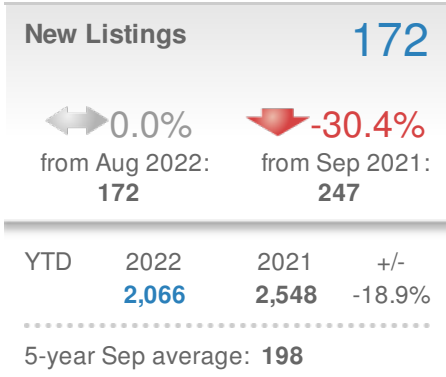 New Listings 172
0.0% -30.4%
from Aug 2022: from Sep 2021:
172 247
YTD 2022 2021 +/-
2,066 2,548 -18.9%
5-year Sep average: 198